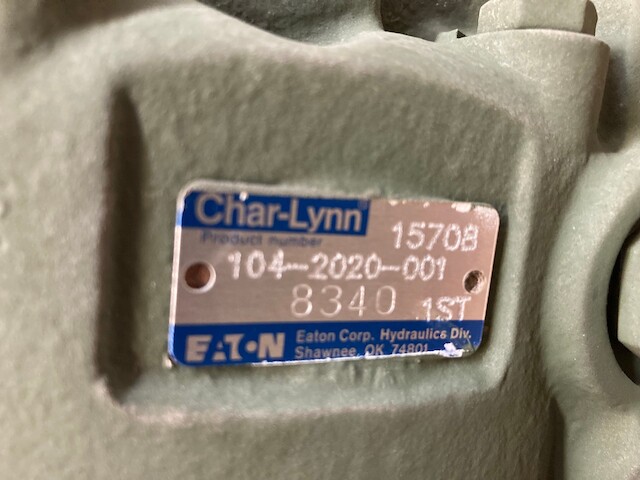 Char-Lynn
Product number
15708
104-2020-001
8340 1ST
EATON Eaton Corp. Hydraulics Div.
Shawnee, OK 74801